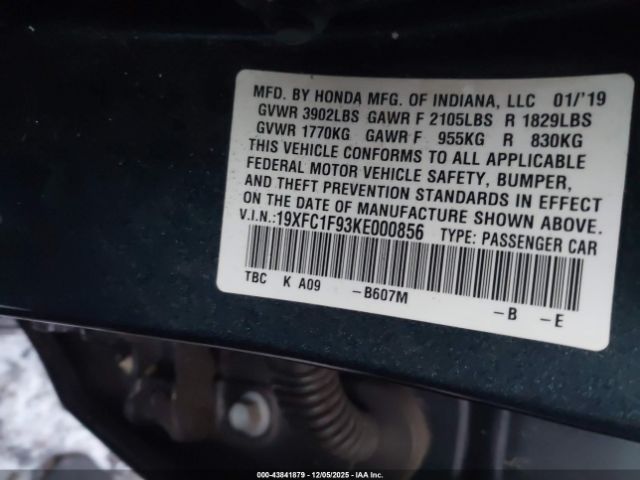 MFD. BY HONDA MFG. OF INDIANA, LLC 01/'19
GVWR 3902LBS GAWR F 2105LBS R 1829LBS
GVWR 1770KG GAWR F 955KG R 830KG
THIS VEHICLE CONFORMS TO ALL APPLICABLE
FEDERAL MOTOR VEHICLE SAFETY, BUMPER,
AND THEFT PREVENTION STANDARDS IN EFFECT
ON THE DATE OF MANUFACTURE SHOWN ABOVE.
V.I.N.:19XFC1F93KE000856 TYPE: PASSENGER CAR
TBC K A09 -B607M -B -E
00-43841879 12/05/2025 - IAA Inc.